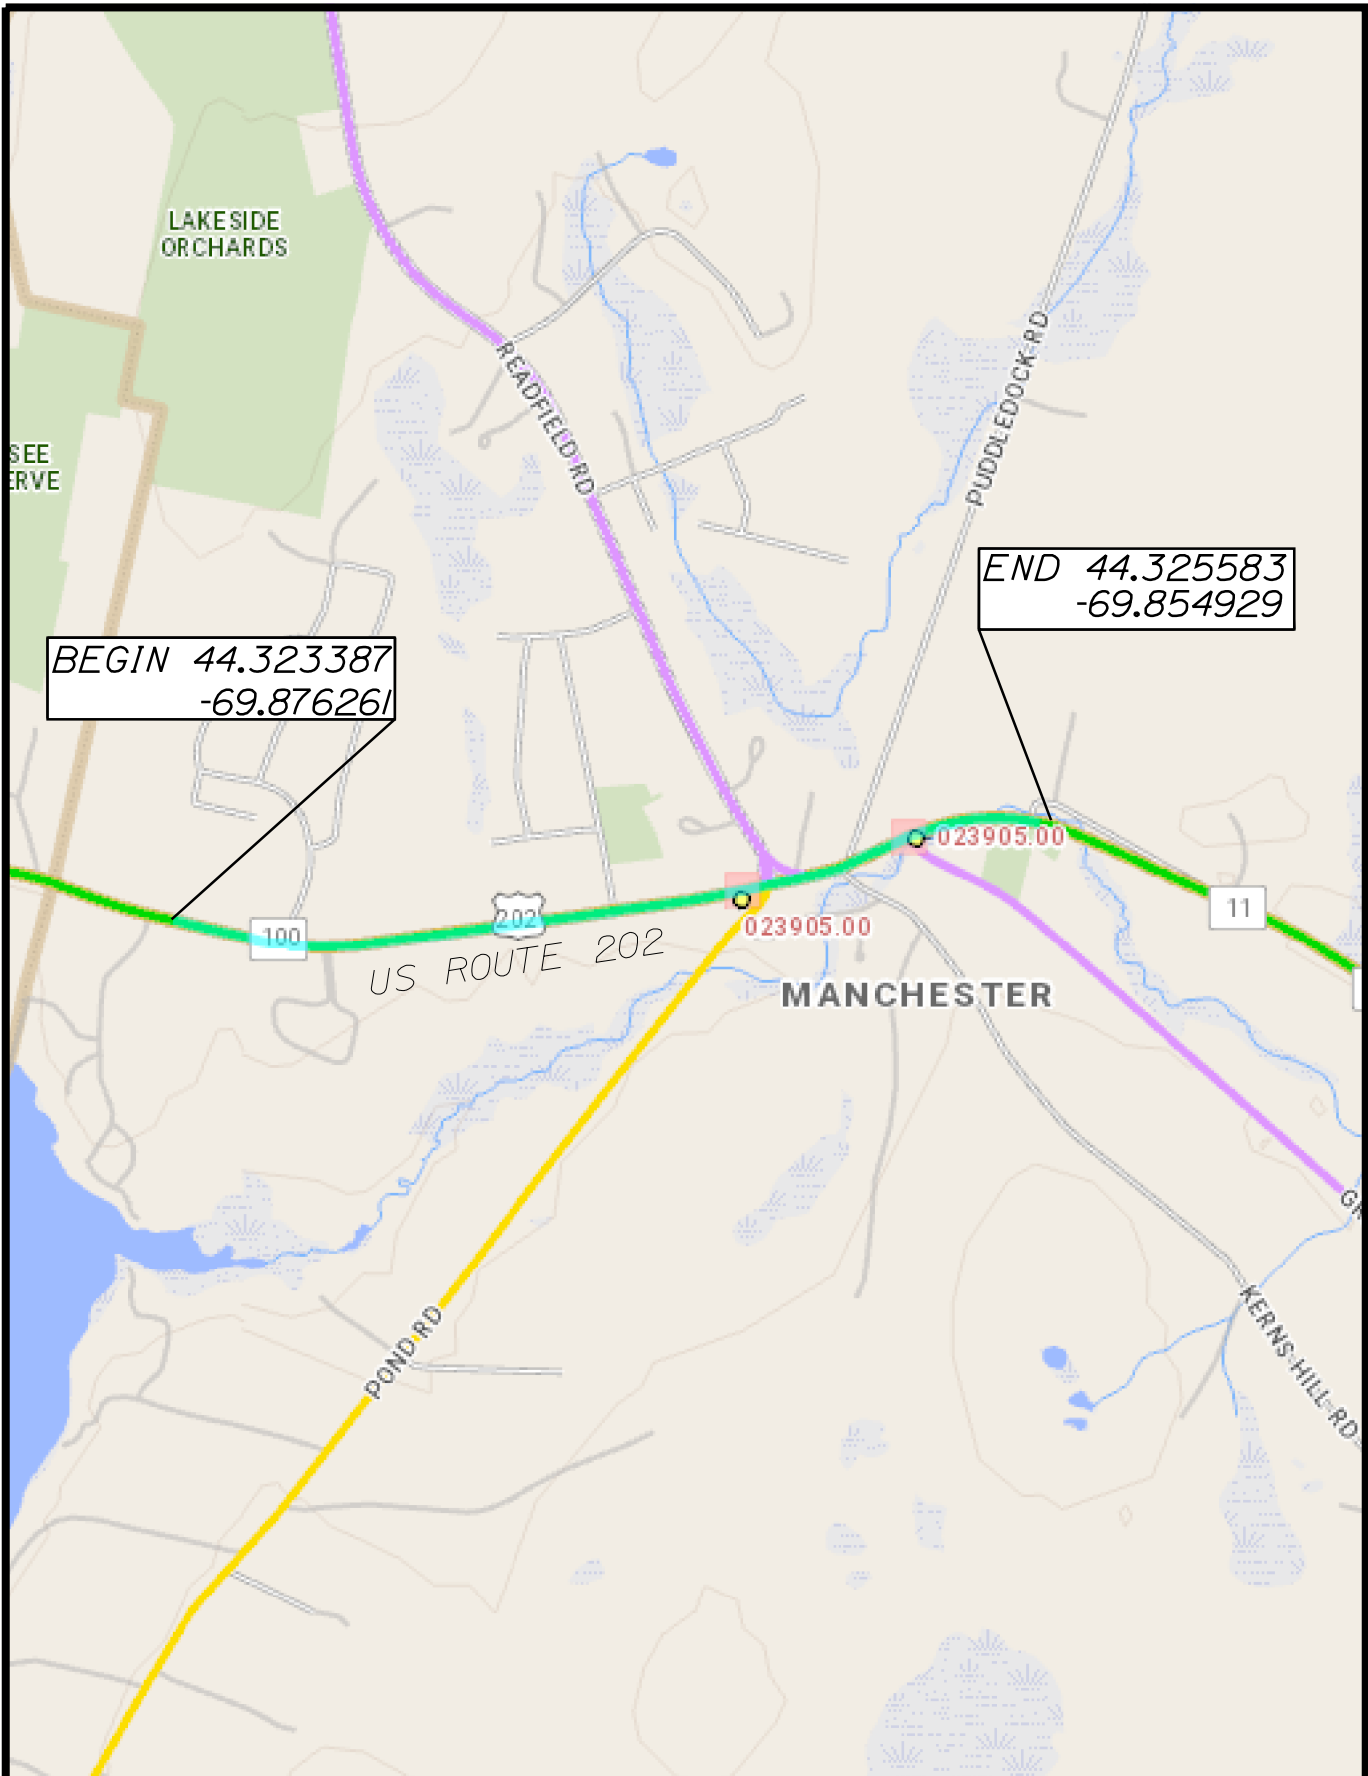 LAKESIDE
ORCHARDS
READFIELD RD
PUDDLEDOCK RD
SEE
ERVE
END 44.325583
-69.854929
BEGIN 44.323387
-69.876261
023905.00
11
100
202
023905.00
US ROUTE 202
MANCHESTER
GR
KERNS HILL RD
POND RD